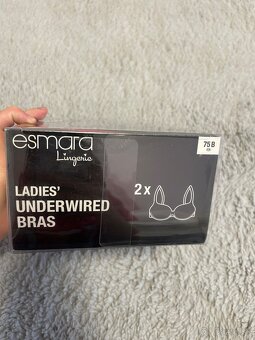 esmara
Lingerie
75B
LADIES'
UNDERWIRED
BRAS
2x